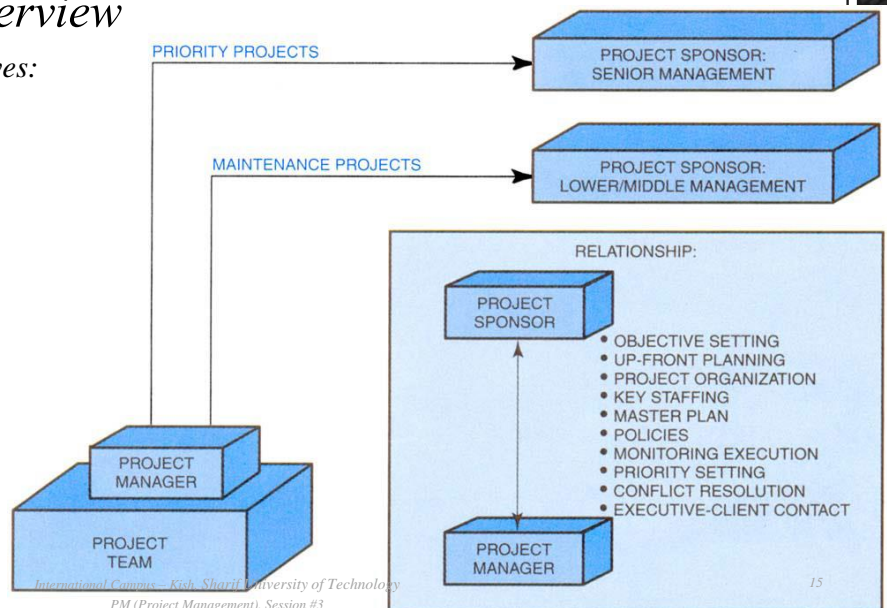 erview
ves:
PRIORITY PROJECTS
PROJECT SPONSOR:
SENIOR MANAGEMENT
MAINTENANCE PROJECTS
PROJECT SPONSOR:
LOWER/MIDDLE MANAGEMENT
RELATIONSHIP:
PROJECT
SPONSOR
• OBJECTIVE SETTING
• UP-FRONT PLANNING
• PROJECT ORGANIZATION
• KEY STAFFING
• MASTER PLAN
• POLICIES
• MONITORING EXECUTION
• PRIORITY SETTING
• CONFLICT RESOLUTION
• EXECUTIVE-CLIENT CONTACT
PROJECT
MANAGER
PROJECT
MANAGER
PROJECT
TEAM
International Campus – Kish, Sharif University of Technology
PM (Project Management), Session #3
15